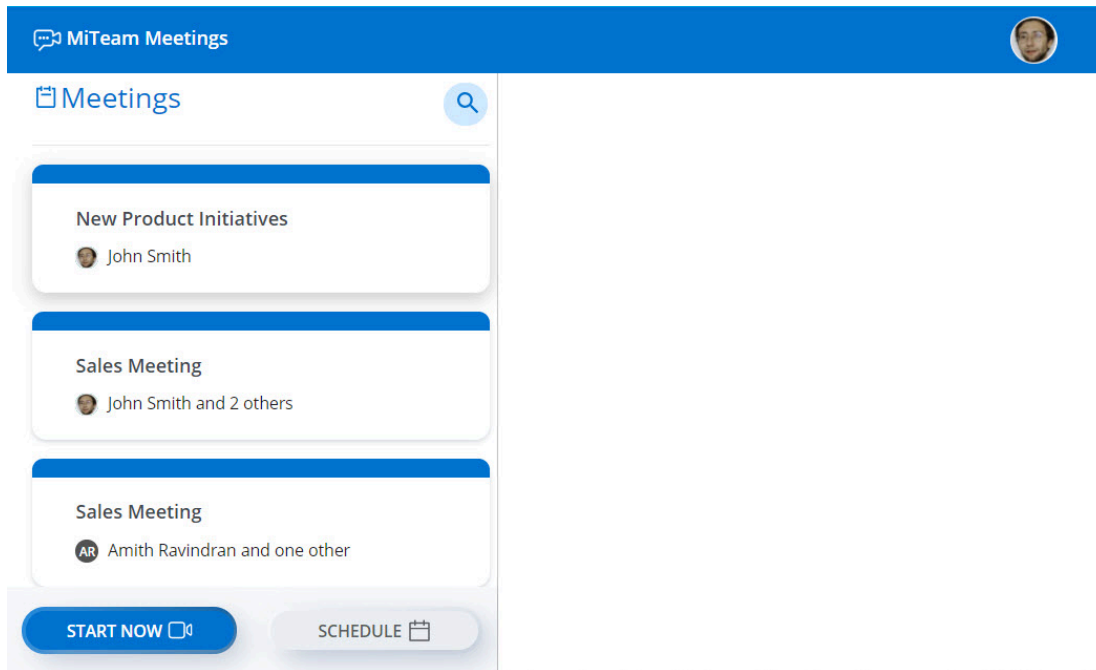 MiTeam Meetings
Meetings
New Product Initiatives
John Smith
Sales Meeting
John Smith and 2 others
Sales Meeting
AR Amith Ravindran and one other
START NOW SCHEDULE